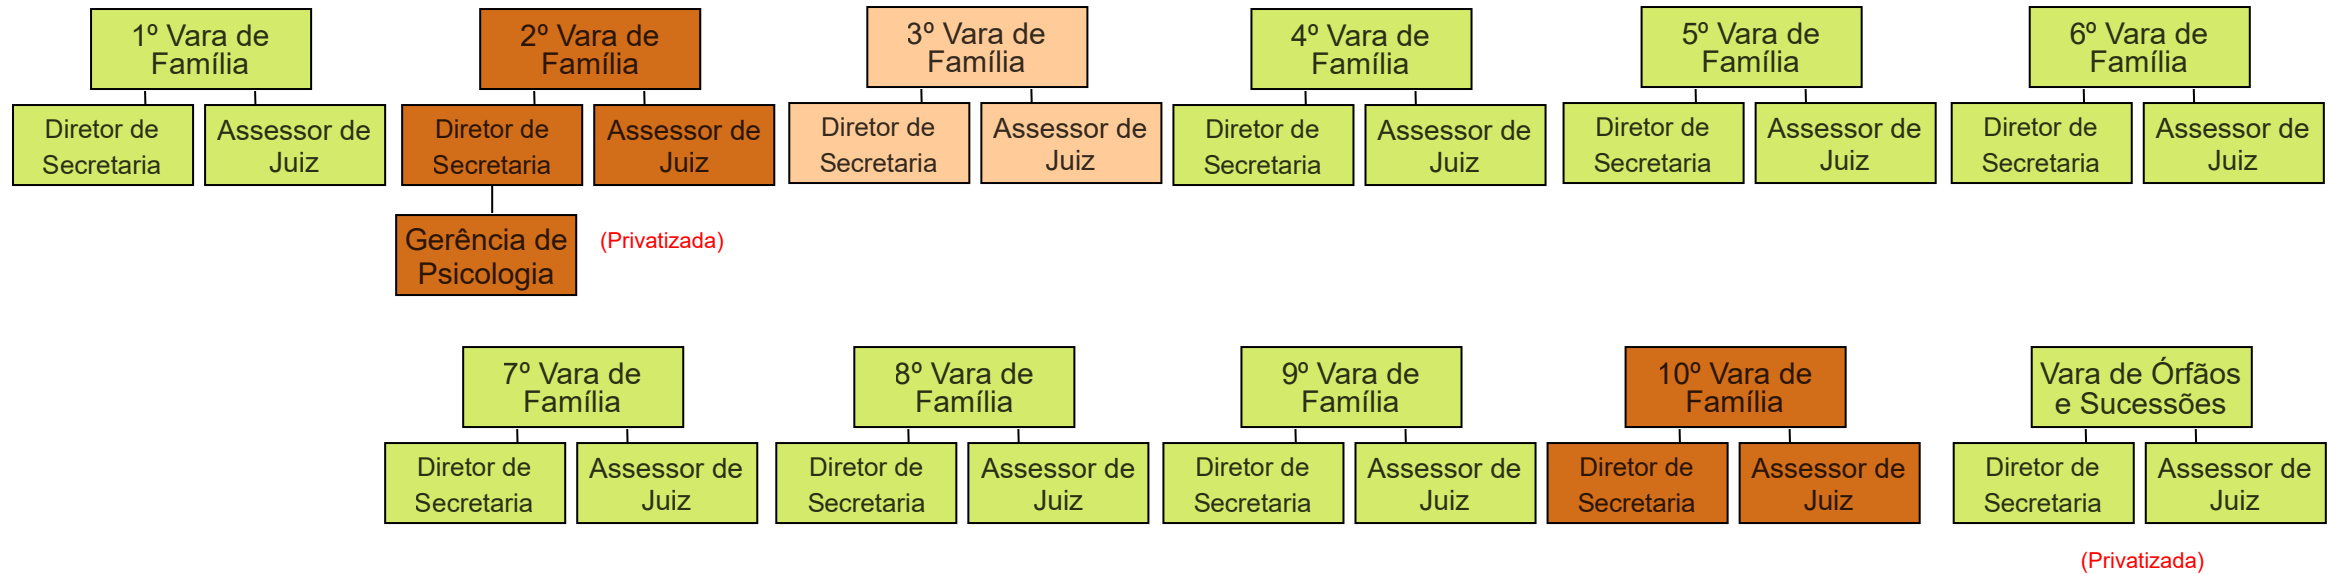 1º Vara de
Família
Diretor de
Secretaria
Assessor de
Juiz
2º Vara de
Família
Diretor de
Secretaria
Assessor de
Juiz
Gerência de
Psicologia
(Privatizada)
3º Vara de
Família
Diretor de
Secretaria
Assessor de
Juiz
4º Vara de
Família
Diretor de
Secretaria
Assessor de
Juiz
5º Vara de
Família
Diretor de
Secretaria
Assessor de
Juiz
6º Vara de
Família
Diretor de
Secretaria
Assessor de
Juiz
7º Vara de
Família
Diretor de
Secretaria
Assessor de
Juiz
8º Vara de
Família
Diretor de
Secretaria
Assessor de
Juiz
9º Vara de
Família
Diretor de
Secretaria
Assessor de
Juiz
10º Vara de
Família
Diretor de
Secretaria
Assessor de
Juiz
Vara de Órfãos
e Sucessões
Diretor de
Secretaria
Assessor de
Juiz
(Privatizada)